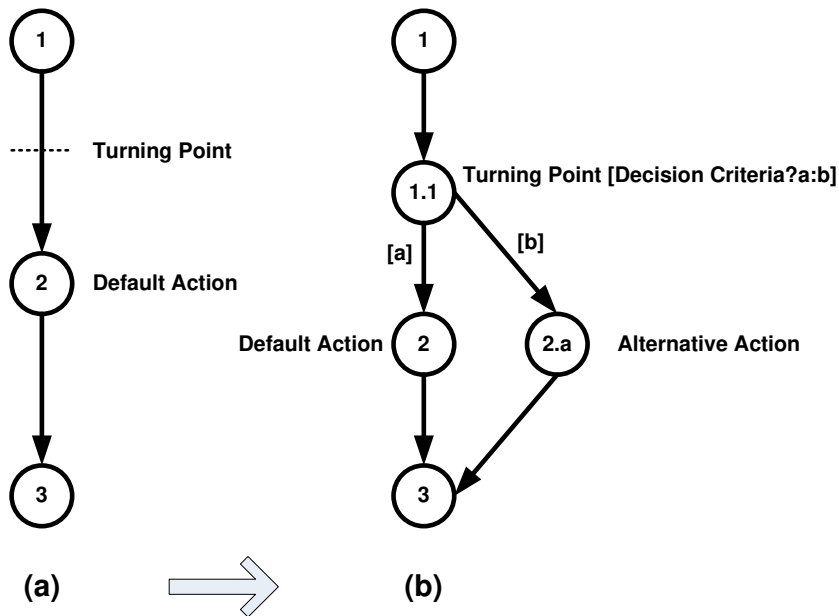 1
Turning Point
2
Default Action
3
(a)
1
1.1
Turning Point [Decision Criteria?a:b]
[a]
[b]
Default Action
2
2.a
Alternative Action
3
(b)